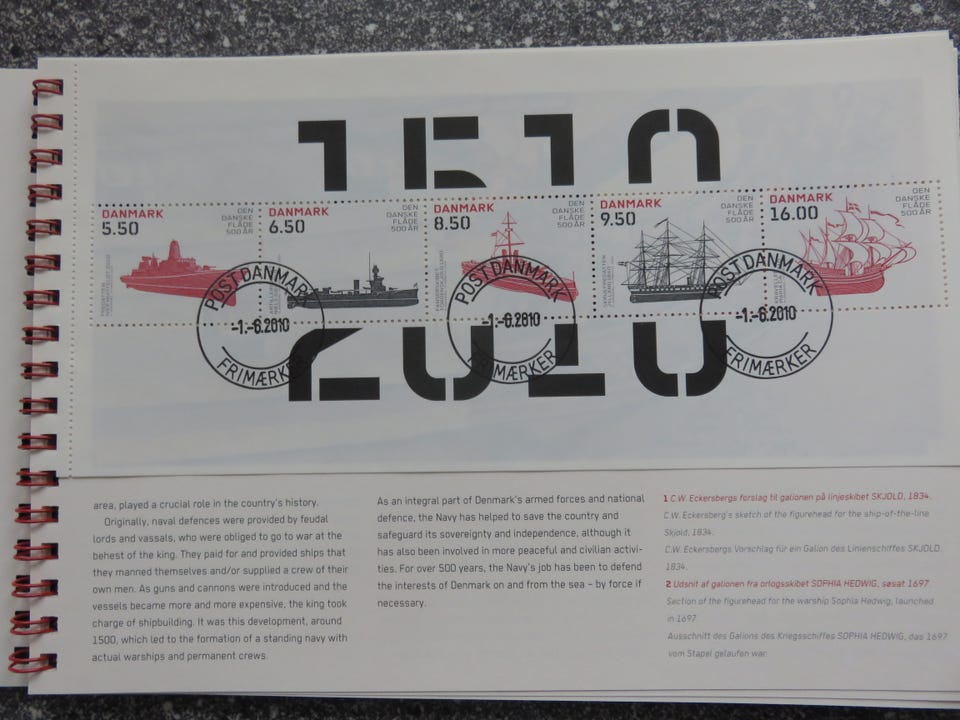 1510
DANMARK
5.50
DEN
DANSKE
FLÅDE
500 ÅR
DANMARK
6.50
DEN
DANSKE
FLÅDE
500 ÅR
DANMARK
8.50
DEN
DANSKE
FLÅDE
500 ÅR
DANMARK
9.50
DEN
DANSKE
FLÅDE
500 ÅR
DANMARK
16.00
DEN
DANSKE
FLÅDE
500 ÅR
POST DANMARK
-1.-6.2010
FRIMÆRKER
POST DANMARK
-1.-6.2010
FRIMÆRKER
POST DANMARK
-1.-6.2010
FRIMÆRKER
2010
area, played a crucial role in the country's history.
Originally, naval defences were provided by feudal
lords and vassals, who were obliged to go to war at the
behest of the king. They paid for and provided ships that
they manned themselves and/or supplied a crew of their
own men. As guns and cannons were introduced and the
vessels became more and more expensive, the king took
charge of shipbuilding. It was this development, around
1500, which led to the formation of a standing navy with
actual warships and permanent crews.
As an integral part of Denmark's armed forces and national
defence, the Navy has helped to save the country and
safeguard its sovereignty and independence, although it
has also been involved in more peaceful and civilian activi-
ties. For over 500 years, the Navy's job has been to defend
the interests of Denmark on and from the sea – by force if
necessary.
1 C.W. Eckersbergs forslag til galionen på linjeskibet SKJOLD, 1834.
C.W. Eckersberg's sketch of the figurehead for the ship-of-the-line
Skjold, 1834.
C.W. Eckersbergs Vorschlag für ein Galion des Linienschiffes SKJOLD,
1834.
2 Udsnit af galionen fra orlogsskibet SOPHIA HEDWIG, søsat 1697.
Section of the figurehead for the warship Sophia Hedwig, launched
in 1697.
Ausschnitt des Galions des Kriegsschiffes SOPHIA HEDWIG, das 1697
vom Stapel gelaufen war.